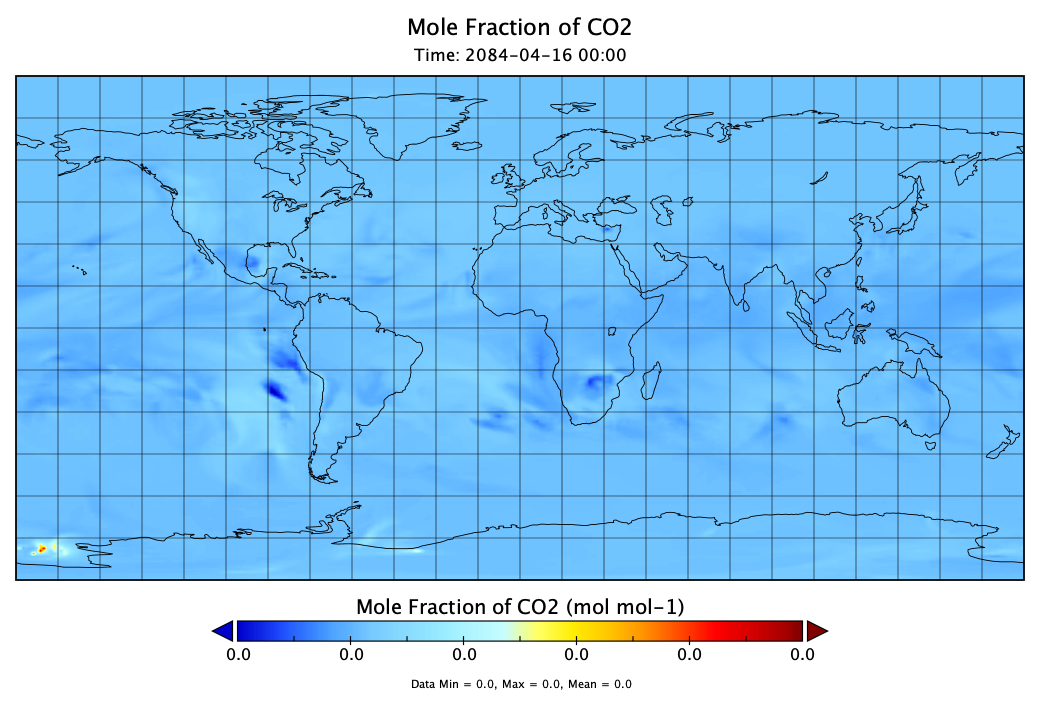 Mole Fraction of CO2
Time: 2084-04-16 00:00
Mole Fraction of CO2 (mol mol-1)
0.0 0.0 0.0 0.0 0.0 0.0
Data Min = 0.0, Max = 0.0, Mean = 0.0